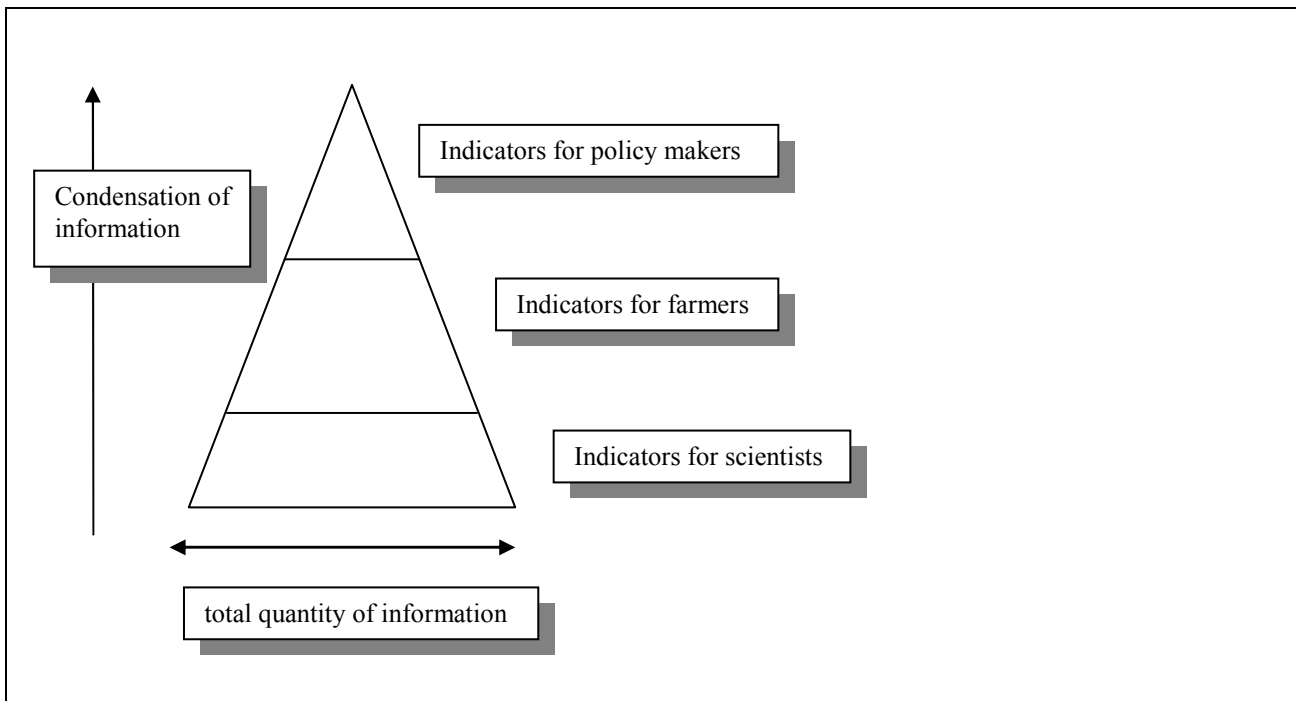 Indicators for policy makers
Condensation of
information
Indicators for farmers
Indicators for scientists
total quantity of information